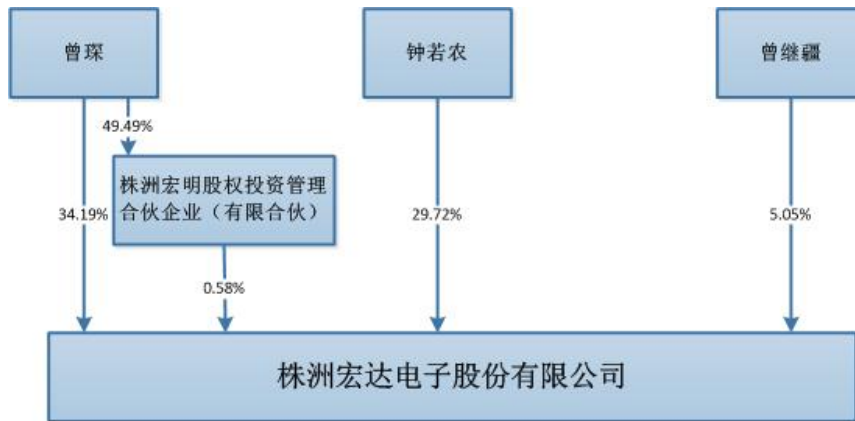 曾琛
钟若农
曾继疆
49.49%
株洲宏明股权投资管理
合伙企业（有限合伙）
34.19%
29.72%
5.05%
0.58%
株洲宏达电子股份有限公司